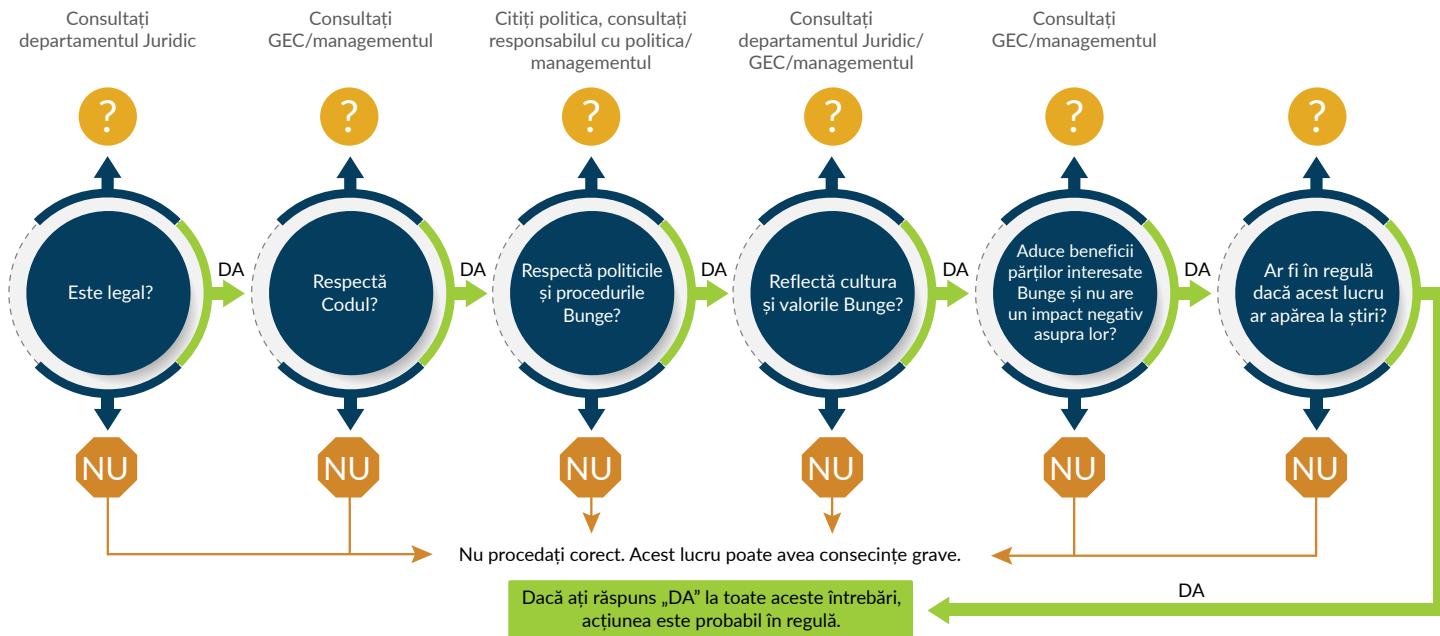 Consultați
departamentul Juridic
Consultați
GEC/managementul
Citiți politica, consultați
responsabilul cu politica/
managementul
Consultați
departamentul Juridic/
GEC/managementul
Consultați
GEC/managementul
?
?
?
?
?
?
Este legal?
DA
Respectă
Codul?
DA
Respectă politicile
și procedurile
Bunge?
DA
Reflectă cultura
și valorile Bunge?
DA
Aduce beneficii
părților interesate
Bunge și nu are
un impact negativ
asupra lor?
DA
Ar fi în regulă
dacă acest lucru
ar apărea la știri?
NU
NU
NU
NU
NU
NU
Nu procedați corect. Acest lucru poate avea consecințe grave.
DA
Dacă ați răspuns „DA” la toate aceste întrebări,
acțiunea este probabil în regulă.